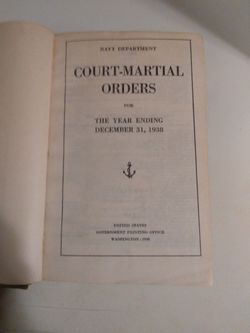 NAVY DEPARTMENT
COURT-MARTIAL
ORDERS
FOR
THE YEAR ENDING
DECEMBER 31, 1938
UNITED STATES
GOVERNMENT PRINTING OFFICE
WASHINGTON :